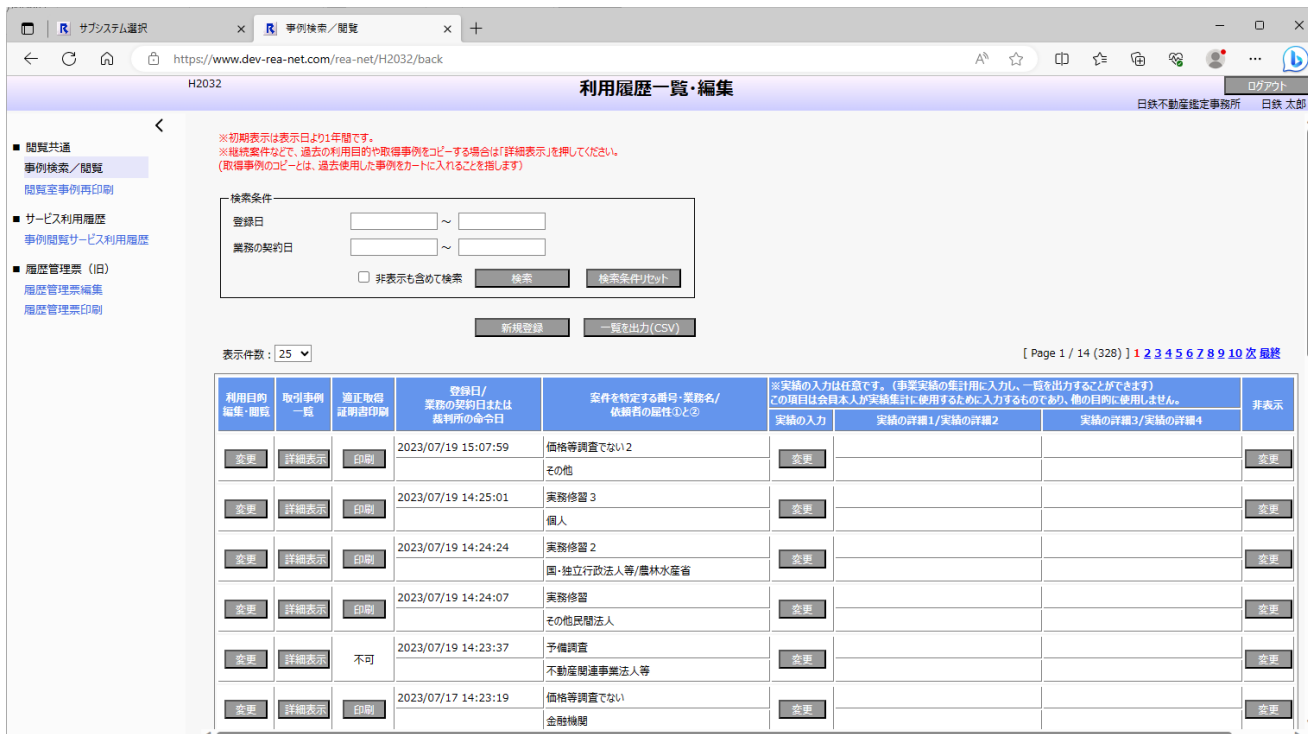 サブシステム選択
事例検索／閲覧
https://www.dev-rea-net.com/rea-net/H2032/back
H2032
利用履歴一覧・編集
ログアウト
日鉄不動産鑑定事務所 日鉄 太郎
■ 閲覧共通
事例検索／閲覧
閲覧室事例再印刷
■ サービス利用履歴
事例閲覧サービス利用履歴
■ 履歴管理票（旧）
履歴管理票編集
履歴管理票印刷
※初期表示は表示日より1年間です。
※継続案件などで、過去の利用目的や取得事例をコピーする場合は「詳細表示」を押してください。
(取得事例のコピーとは、過去使用した事例をカートに入れることを指します)
検索条件
登録日 ～
業務の契約日 ～
非表示も含めて検索 検索 検索条件リセット
新規登録 一覧を出力(CSV)
表示件数： 25
[ Page 1 / 14 (328) ] 1 2 3 4 5 6 7 8 9 10 次 最終
利用目的
編集・閲覧
取引事例
一覧
適正取得
証明書印刷
登録日/
業務の契約日または
裁判所の命令日
案件を特定する番号・業務名/
依頼者の属性①と②
※実績の入力は任意です。（事業実績の集計用に入力し、一覧を出力することができます）
この項目は会員本人が実績集計に使用するために入力するものであり、他の目的に使用しません。
実績の入力 実績の詳細1/実績の詳細2 実績の詳細3/実績の詳細4
非表示
変更 詳細表示 印刷 2023/07/19 15:07:59 価格等調査でない２ 変更 変更
その他
変更 詳細表示 印刷 2023/07/19 14:25:01 実務修習３ 変更 変更
個人
変更 詳細表示 印刷 2023/07/19 14:24:24 実務修習２ 変更 変更
国・独立行政法人等/農林水産省
変更 詳細表示 印刷 2023/07/19 14:24:07 実務修習 変更 変更
その他民間法人
変更 詳細表示 不可 2023/07/19 14:23:37 予備調査 変更 変更
不動産関連事業法人等
変更 詳細表示 印刷 2023/07/17 14:23:19 価格等調査でない 変更 変更
金融機関